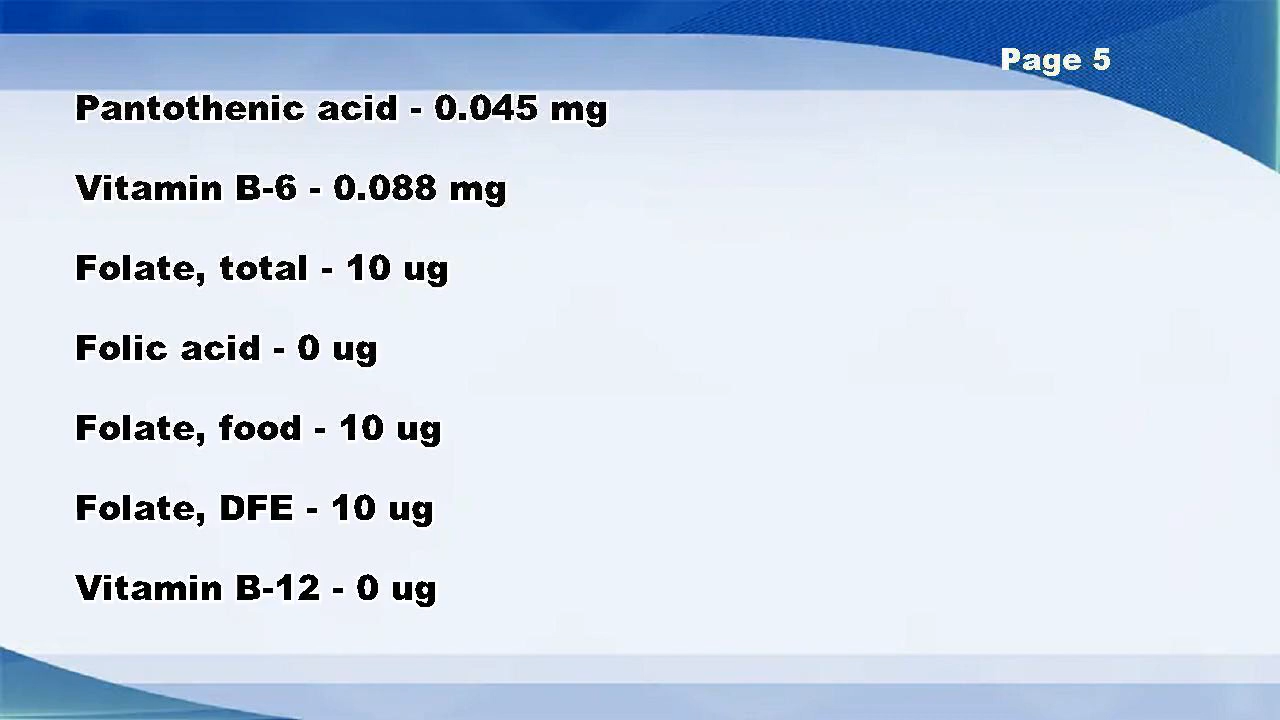 Page 5
Pantothenic acid - 0.045 mg
Vitamin B-6 - 0.088 mg
Folate, total - 10 ug
Folic acid - 0 ug
Folate, food - 10 ug
Folate, DFE - 10 ug
Vitamin B-12 - 0 ug